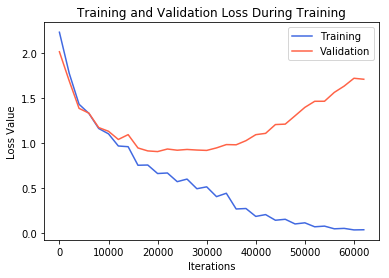 Training and Validation Loss During Training
Training
Validation
Loss Value
2.0
1.5
1.0
0.5
0.0
0 10000 20000 30000 40000 50000 60000
Iterations